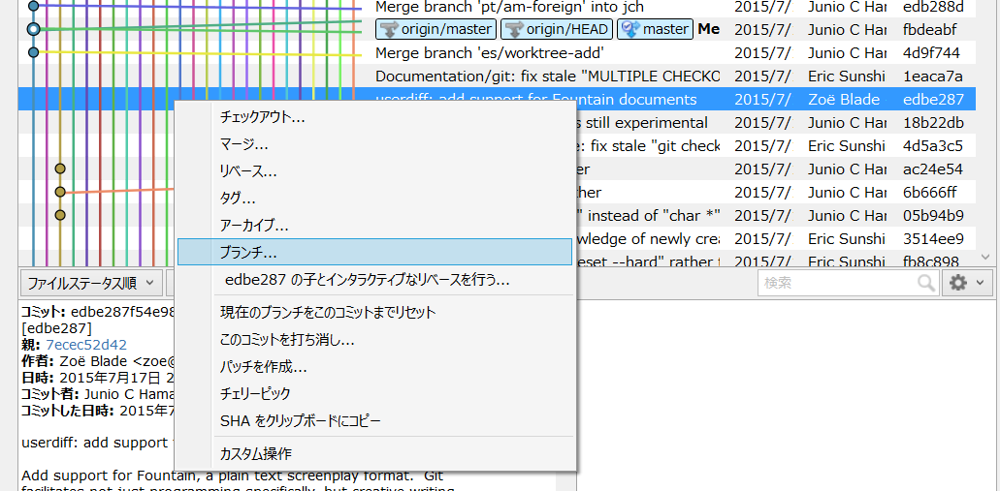 Merge branch 'pt/am-foreign' into jch 2015/7/ Junio C Har edb288d
origin/master origin/HEAD master Me 2015/7/ Junio C Har fbdeabf
Merge branch 'es/worktree-add' 2015/7/ Junio C Har 4d9f744
Documentation/git: fix stale "MULTIPLE CHECKO 2015/7/ Eric Sunshi 1eaca7a
userdiff: add support for Fountain documents 2015/7/ Zoë Blade edbe287
s still experimental 2015/7/ Junio C Har 18b22db
e: fix stale "git check 2015/7/ Eric Sunshi 4d5a3c5
er 2015/7/ Junio C Har ac24e54
ther 2015/7/ Junio C Har 6b666ff
" instead of "char *" 2015/7/ Junio C Har 05b94b9
wledge of newly crea 2015/7/ Eric Sunshi 3514ee9
eset --hard" rather t 2015/7/ Eric Sunshi fb8c898
チェックアウト...
マージ...
リベース...
タグ...
アーカイブ...
ブランチ...
edbe287 の子とインタラクティブなリベースを行う...
現在のブランチをこのコミットまでリセット
このコミットを打ち消し...
パッチを作成...
チェリーピック
SHA をクリップボードにコピー
カスタム操作
ファイルステータス順
検索
コミット: edbe287f54e98
[edbe287]
親: 7ecec52d42
作者: Zoë Blade <zoe@
日時: 2015年7月17日 2
コミット者: Junio C Hama
コミットした日時: 2015年7
userdiff: add support
Add support for Fountain, a plain text screenplay format. Git
facilitates not just programming specifically, but creative writing